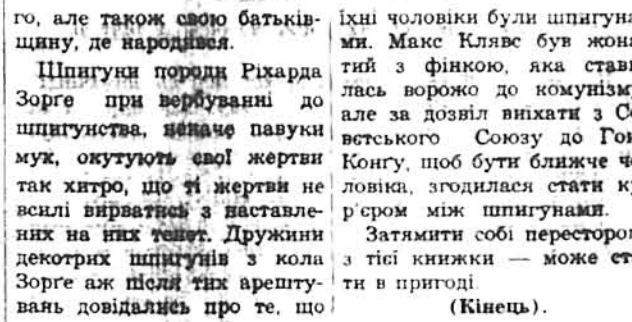 го, але також свою батьків-
щину, де народився.
Шпигуни породи Ріхарда
Зорґе при вербуванні до
шпигунства, неначе павуки
мух, окутують свої жертви
так хитро, що ті жертви не
всилі вирватись з наставле-
них на них тенет. Дружини
декотрих шпигунів з кола
Зорґе аж після тих арешту-
вань довідались про те, що
їхні чоловіки були шпигуна
ми. Макс Клявс був жона
тий з фінкою, яка стави
лась ворожо до комунізму
але за дозвіл виїхати з Со
вєтського Союзу до Гон
Конґу, щоб бути ближче чо
ловіка, згодилася стати ку
р'єром між шпигунами.
Затямити собі пересторог
з тієї книжки — може ст
ти в пригоді
(Кінець).